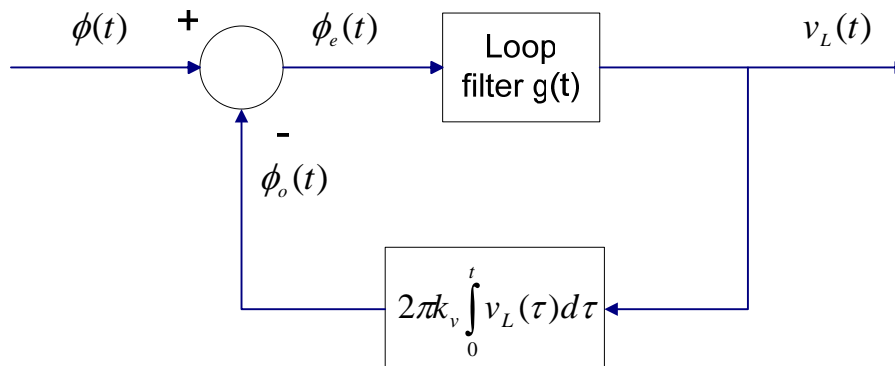 ϕ(t) + ϕ_e(t) Loop filter g(t) v_L(t)
-
ϕ_o(t)
2πk_v ∫_0^t v_L(τ)dτ